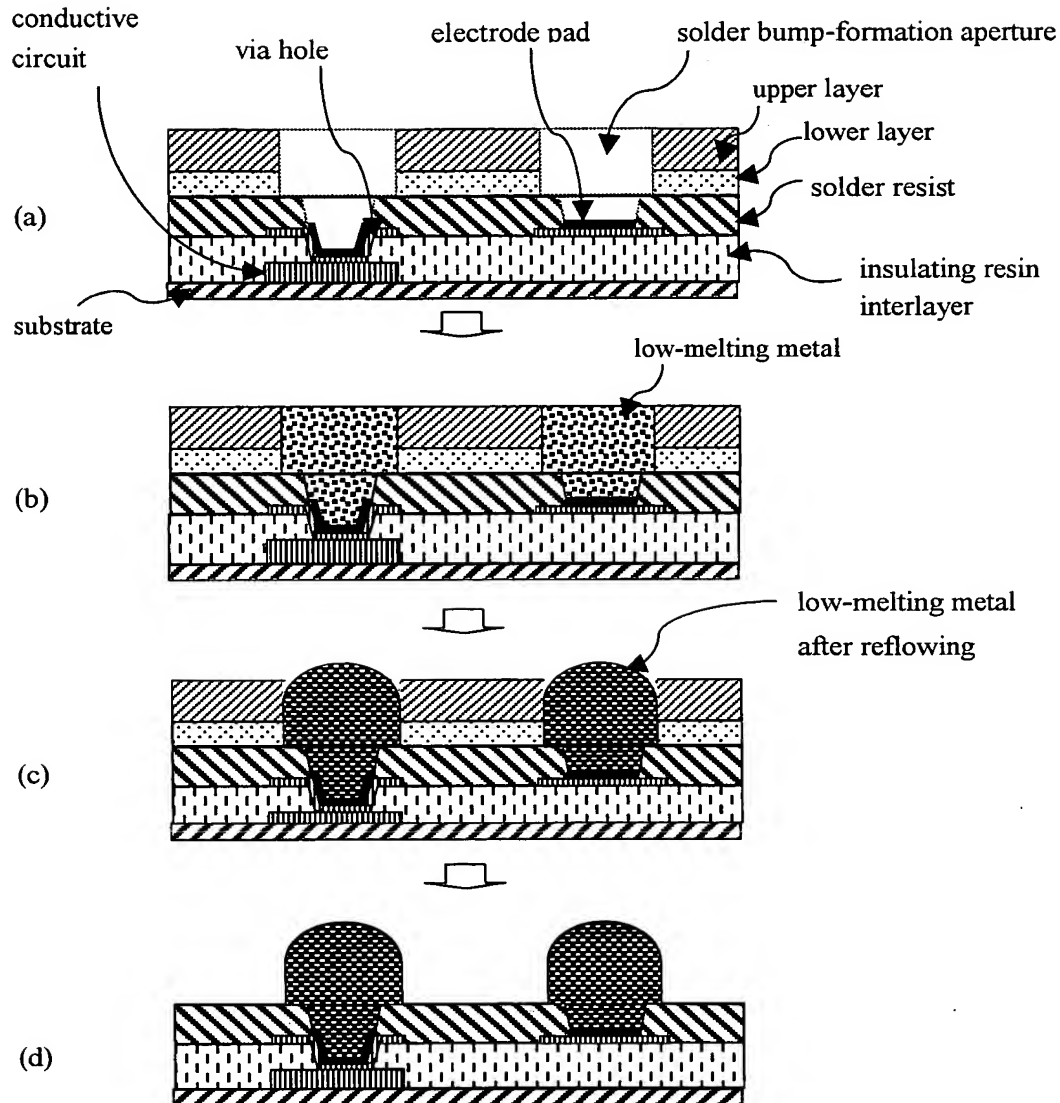 conductive
circuit
via hole
electrode pad
solder bump-formation aperture
upper layer
lower layer
solder resist
(a)
insulating resin
interlayer
substrate
low-melting metal
(b)
low-melting metal
after reflowing
(c)
(d)